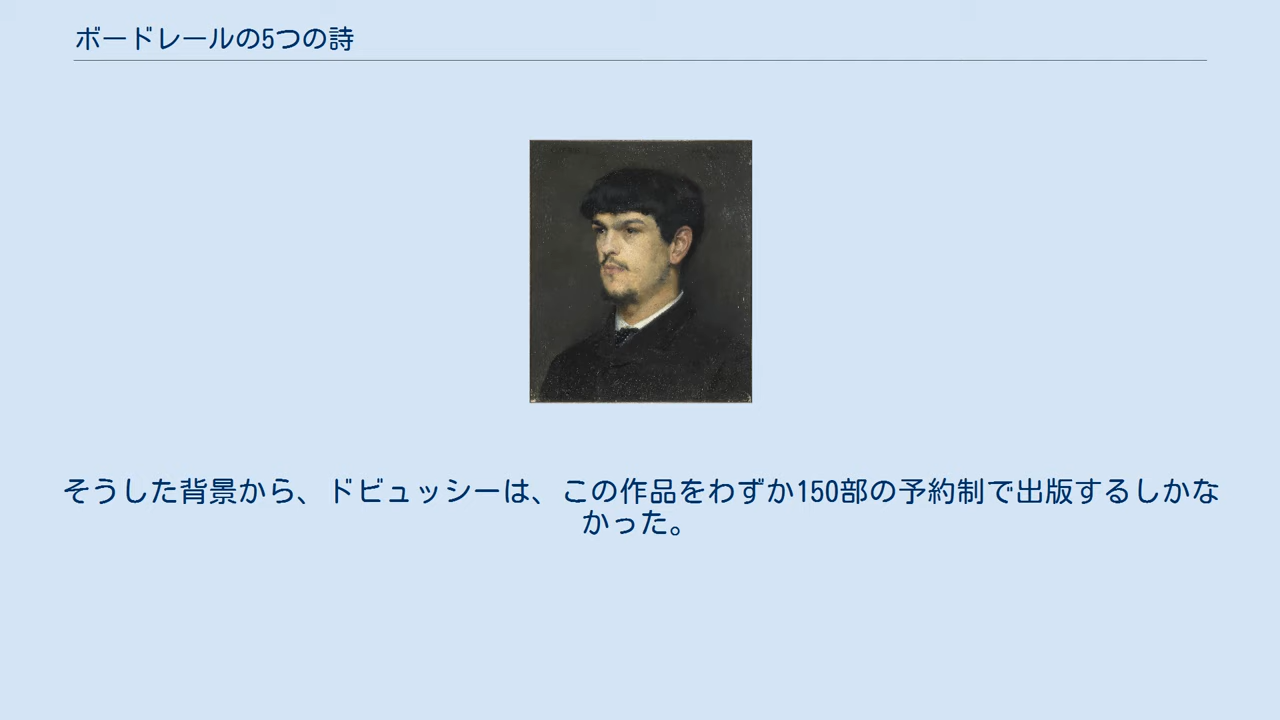 ボードレールの5つの詩
そうした背景から、ドビュッシーは、この作品をわずか150部の予約制で出版するしかな
かった。